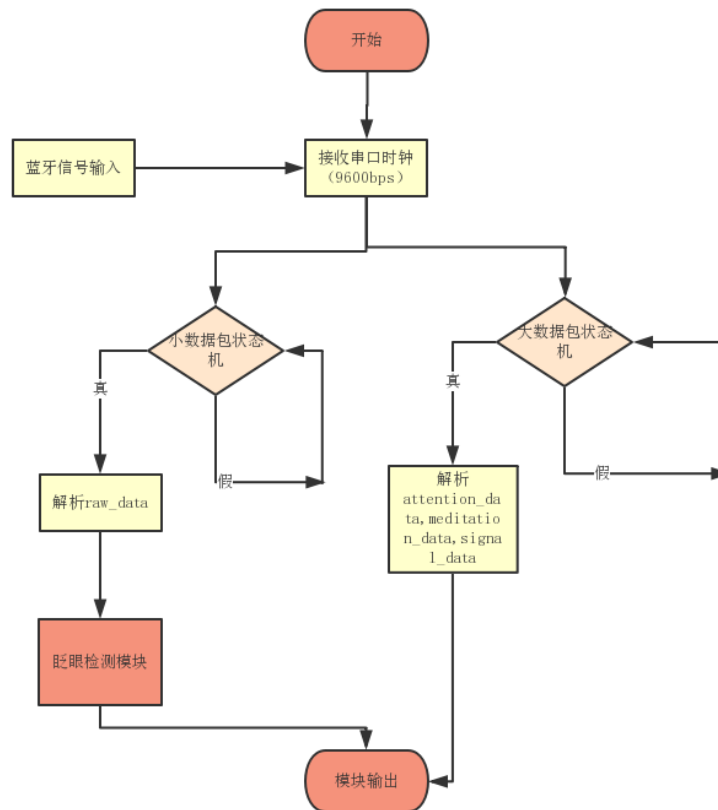 开始
蓝牙信号输入
接收串口时钟
（9600bps）
小数据包状态
机
大数据包状态
机
真
真
假
假
解析raw_data
解析
attention_da
ta,meditatio
n_data,signa
l_data
眨眼检测模块
模块输出